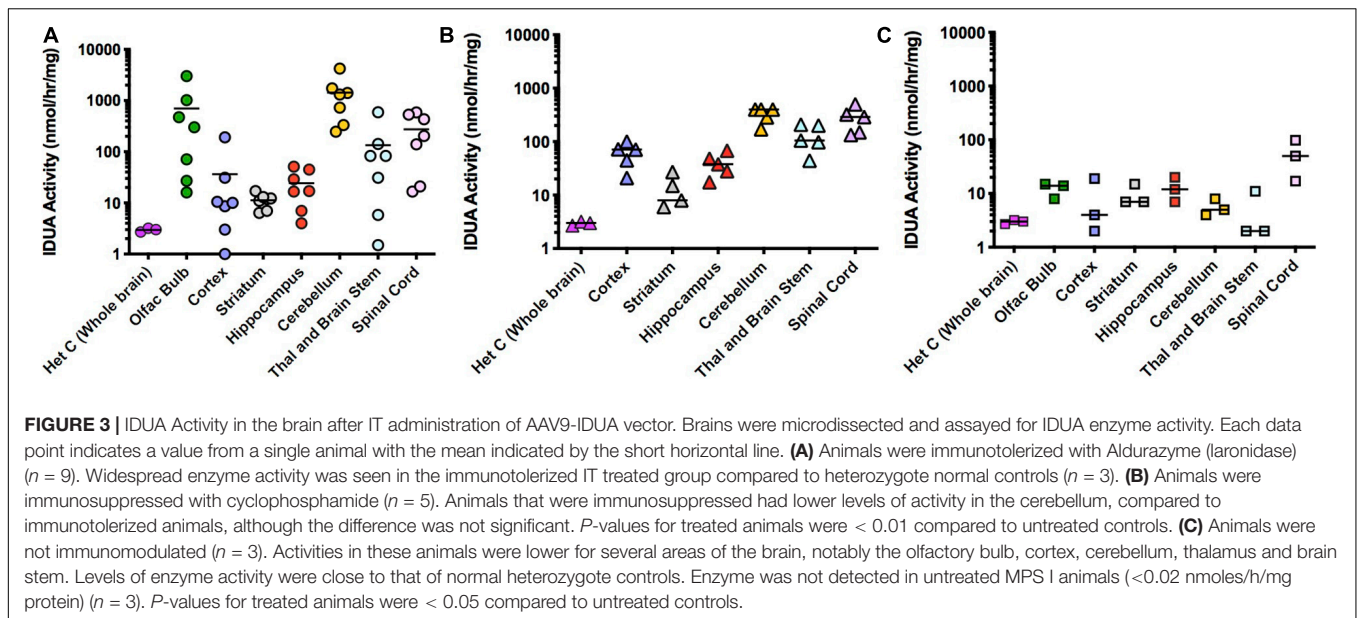 A
IDUA Activity (nmol/hr/mg)
10000
1000
100
10
1
Het C (Whole brain)
Olfac Bulb
Cortex
Striatum
Hippocampus
Cerebellum
Thal and Brain Stem
Spinal Cord
B
IDUA Activity (nmol/hr/mg)
10000
1000
100
10
1
Het C (Whole brain)
Cortex
Striatum
Hippocampus
Cerebellum
Thal and Brain Stem
Spinal Cord
C
IDUA Activity (nmol/hr/mg)
10000
1000
100
10
1
Het C (Whole brain)
Olfac Bulb
Cortex
Striatum
Hippocampus
Cerebellum
Thal and Brain Stem
Spinal Cord
FIGURE 3 | IDUA Activity in the brain after IT administration of AAV9-IDUA vector. Brains were microdissected and assayed for IDUA enzyme activity. Each data
point indicates a value from a single animal with the mean indicated by the short horizontal line. (A) Animals were immunotolerized with Aldurazyme (laronidase)
(n = 9). Widespread enzyme activity was seen in the immunotolerized IT treated group compared to heterozygote normal controls (n = 3). (B) Animals were
immunosuppressed with cyclophosphamide (n = 5). Animals that were immunosuppressed had lower levels of activity in the cerebellum, compared to
immunotolerized animals, although the difference was not significant. P-values for treated animals were < 0.01 compared to untreated controls. (C) Animals were
not immunomodulated (n = 3). Activities in these animals were lower for several areas of the brain, notably the olfactory bulb, cortex, cerebellum, thalamus and brain
stem. Levels of enzyme activity were close to that of normal heterozygote controls. Enzyme was not detected in untreated MPS I animals (<0.02 nmoles/h/mg
protein) (n = 3). P-values for treated animals were < 0.05 compared to untreated controls.